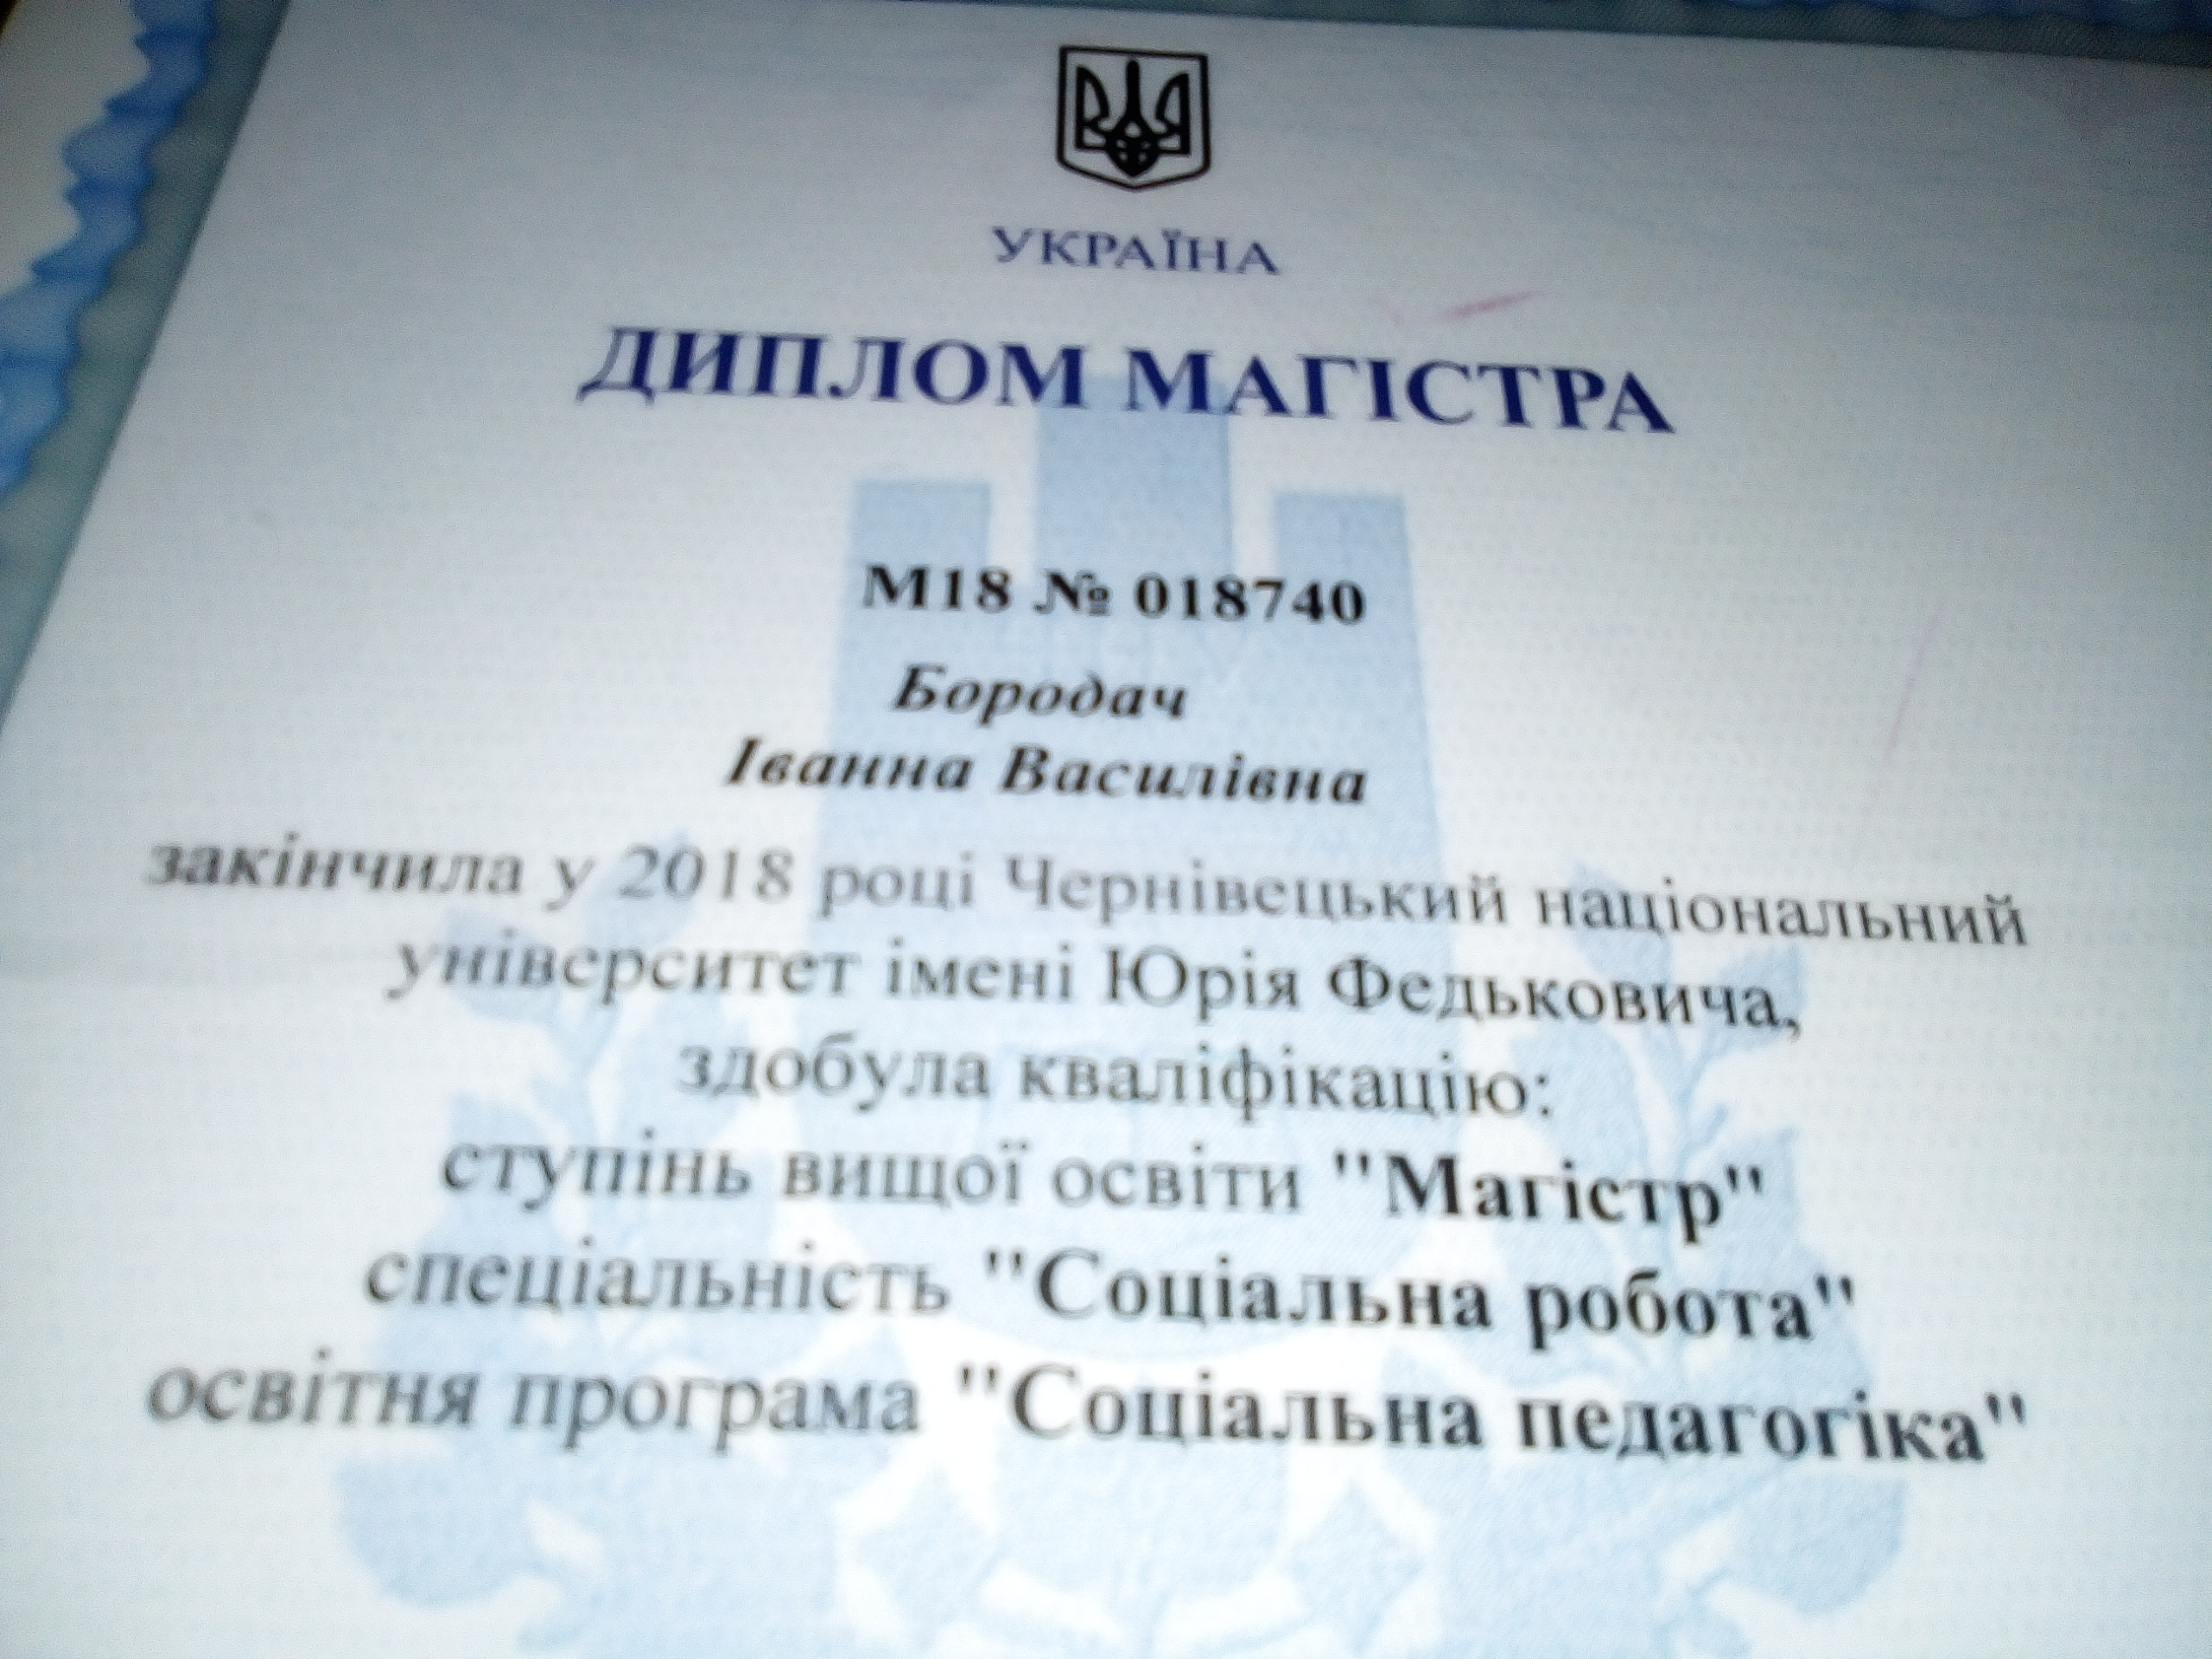 УКРАЇНА
ДИПЛОМ МАГІСТРА
М18 № 018740
Бородач
Іванна Василівна
закінчила у 2018 році Чернівецький національний
університет імені Юрія Федьковича,
здобула кваліфікацію:
ступінь вищої освіти "Магістр"
спеціальність "Соціальна робота"
освітня програма "Соціальна педагогіка"